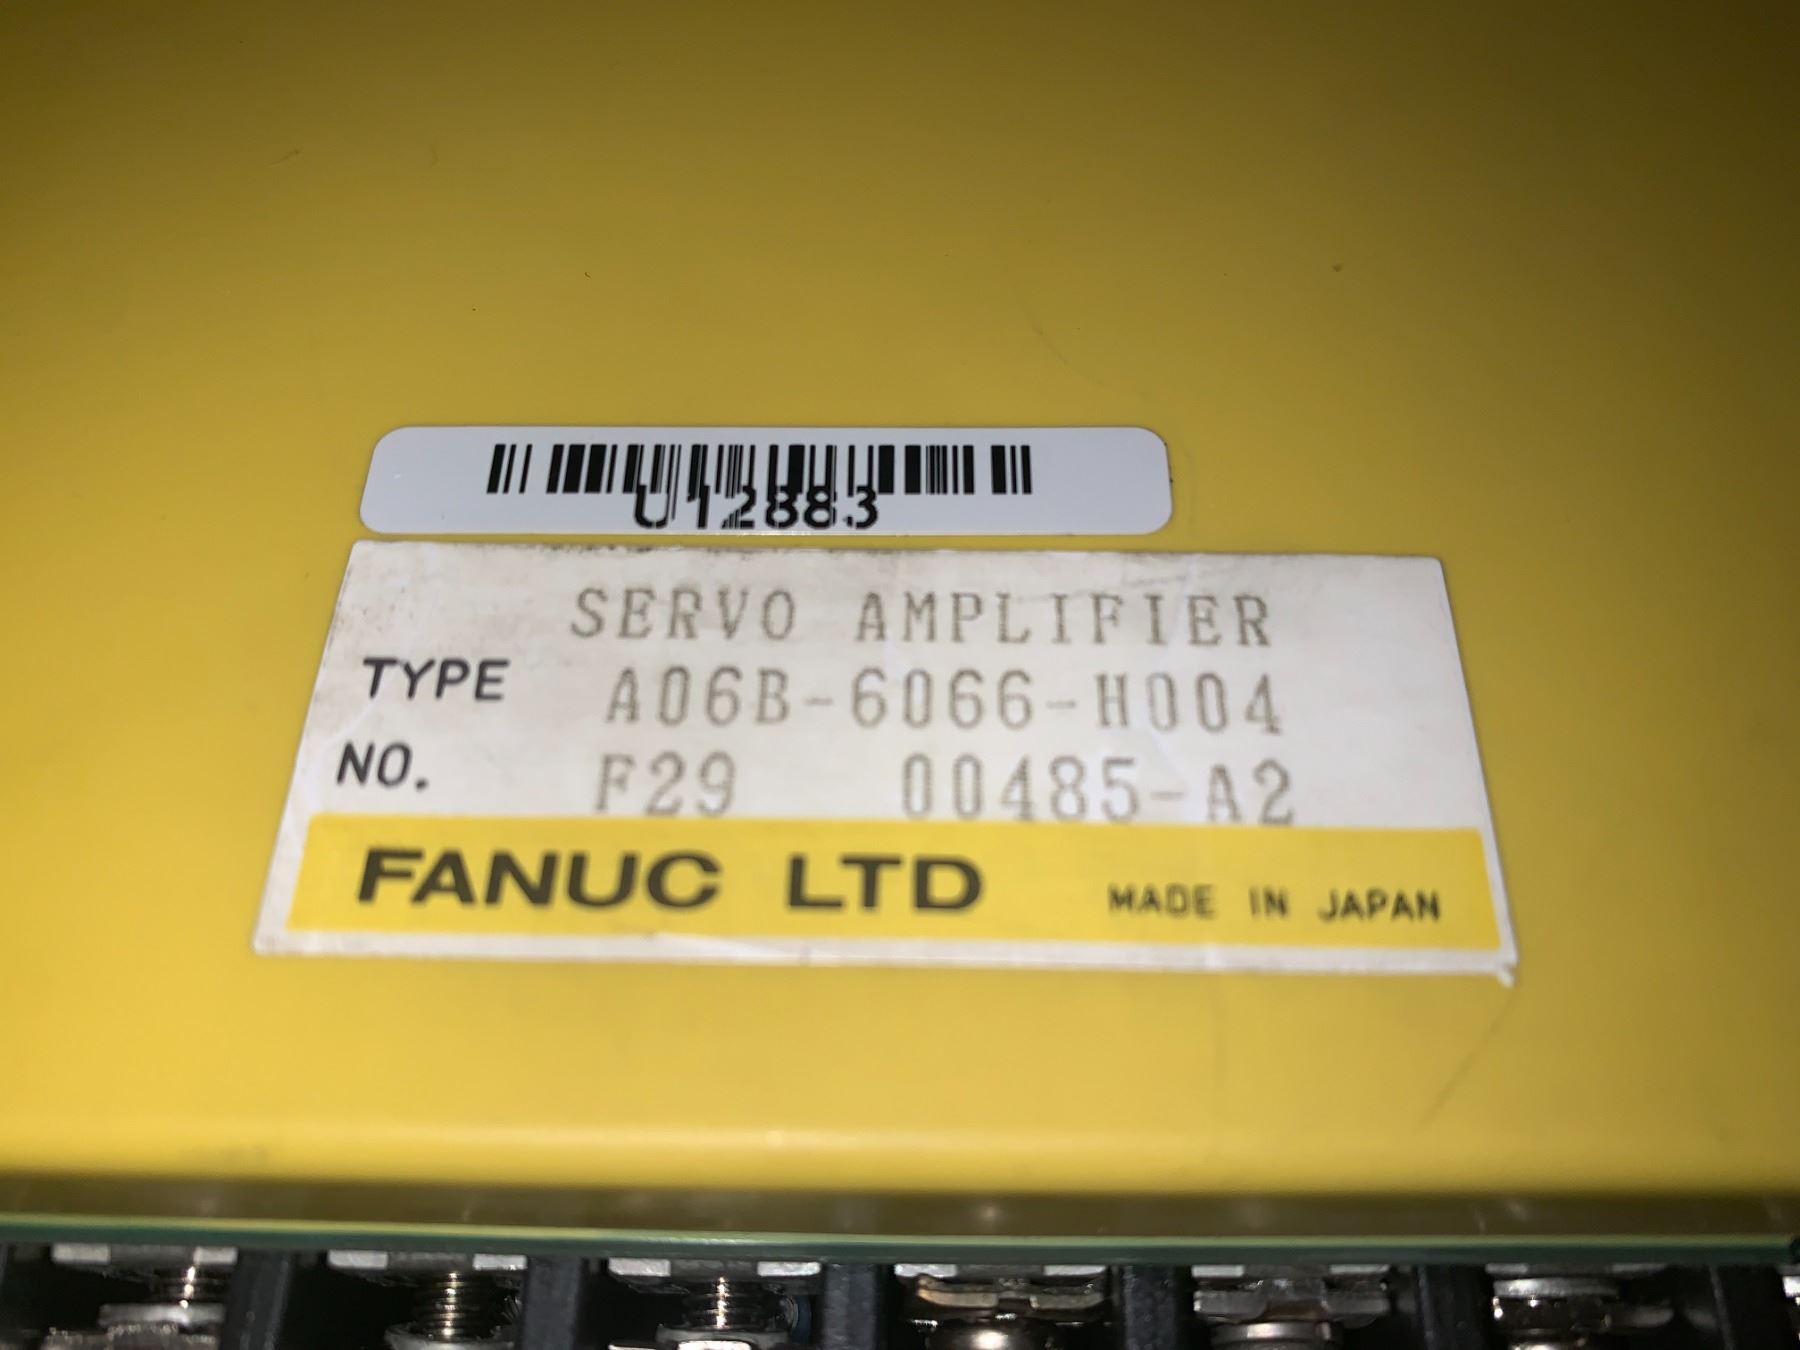 U12883
SERVO AMPLIFIER
TYPE A06B-6066-H004
NO. F29 00485-A2
FANUC LTD MADE IN JAPAN